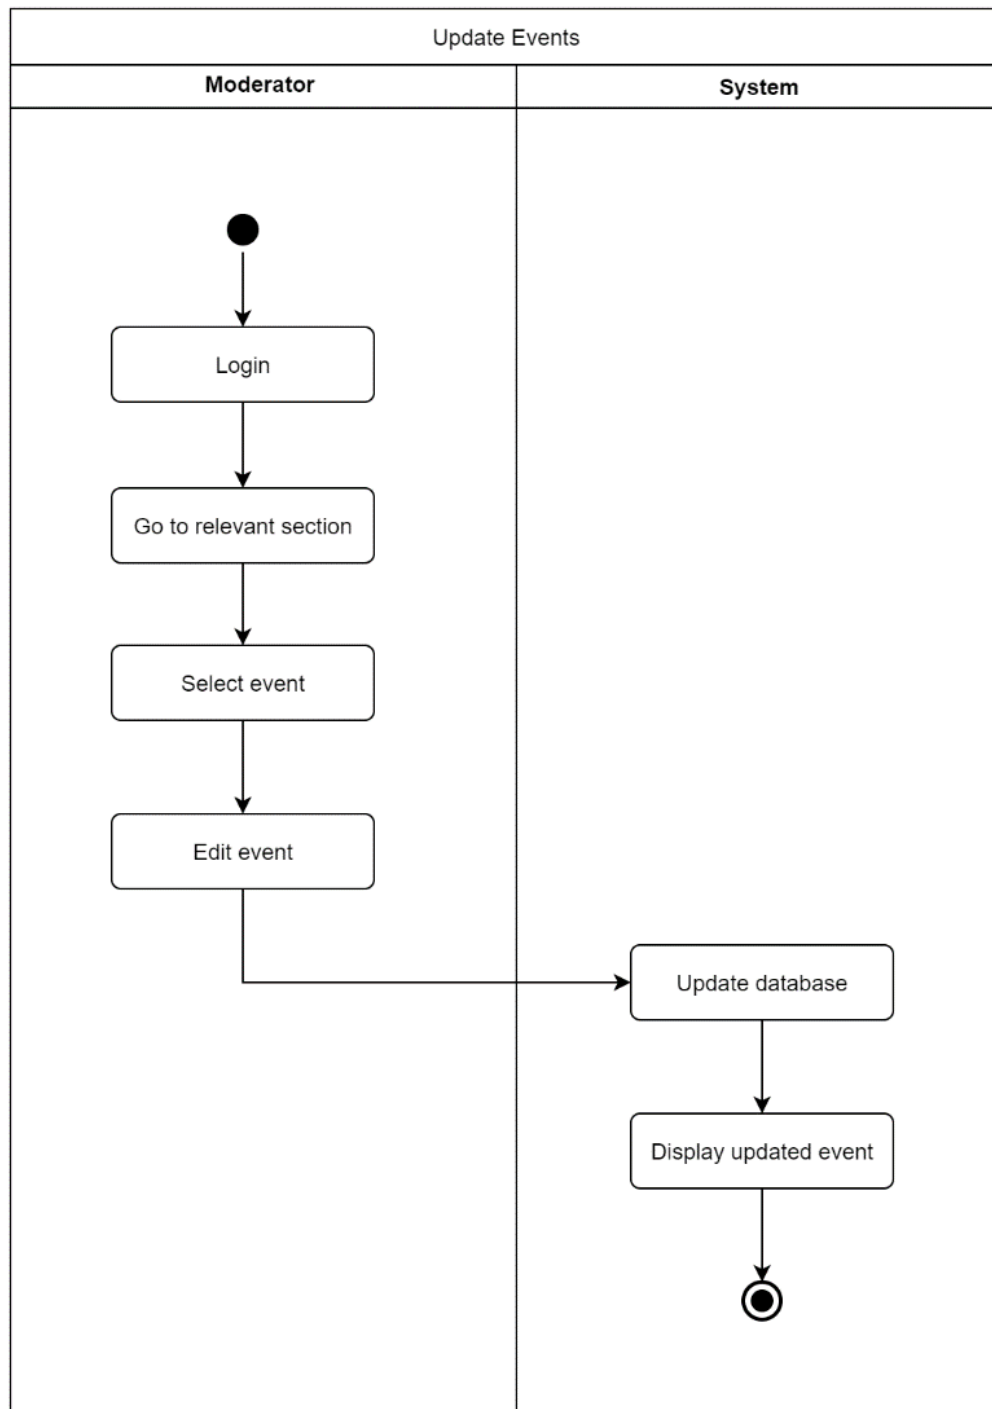 Update Events
Moderator
System
Login
Go to relevant section
Select event
Edit event
Update database
Display updated event